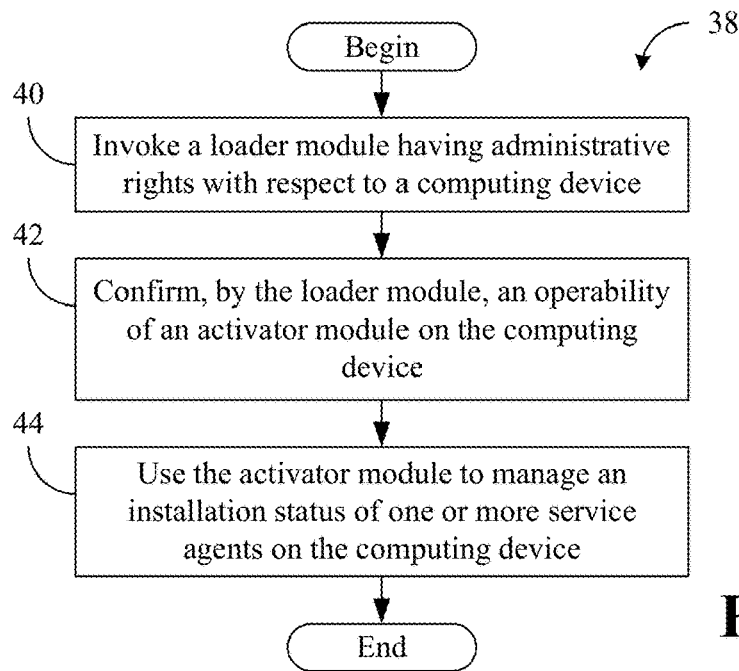 Begin
38
40
Invoke a loader module having administrative
rights with respect to a computing device
42
Confirm, by the loader module, an operability
of an activator module on the computing
device
44
Use the activator module to manage an
installation status of one or more service
agents on the computing device
End